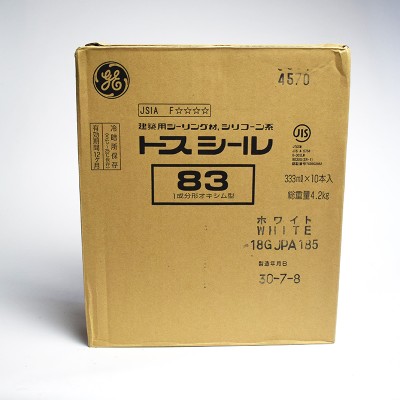 4570
GE
JSIA F☆☆☆☆
建築用シーリング材, シリコーン系
トスシール
83
1成分形オキシム型
冷暗所保存
有効期間12ヶ月
JIS
333ml×10本入
総重量4.2kg
ホワイト
WHITE
18GJPA185
製造年月日
30-7-8